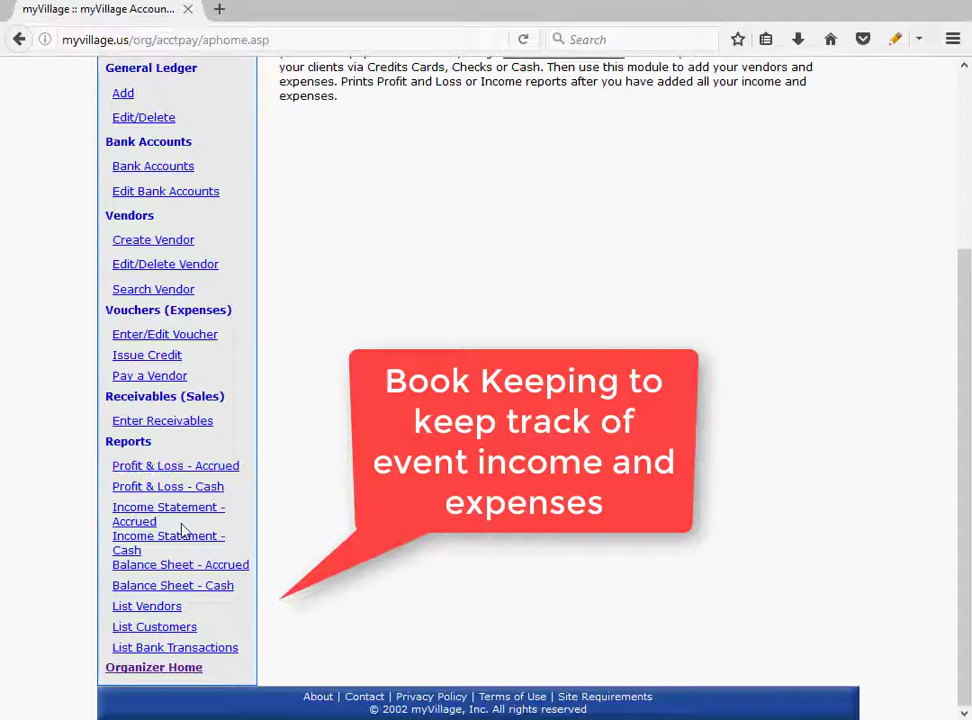 myVillage :: myVillage Accoun...
myvillage.us/org/acctpay/aphome.asp
Search
your clients via Credits Cards, Checks or Cash. Then use this module to add your vendors and
expenses. Prints Profit and Loss or Income reports after you have added all your income and
expenses.
General Ledger
Add
Edit/Delete
Bank Accounts
Bank Accounts
Edit Bank Accounts
Vendors
Create Vendor
Edit/Delete Vendor
Search Vendor
Vouchers (Expenses)
Enter/Edit Voucher
Issue Credit
Pay a Vendor
Receivables (Sales)
Enter Receivables
Reports
Profit & Loss - Accrued
Profit & Loss - Cash
Income Statement -
Accrued
Income Statement -
Cash
Balance Sheet - Accrued
Balance Sheet - Cash
List Vendors
List Customers
List Bank Transactions
Organizer Home
Book Keeping to
keep track of
event income and
expenses
About | Contact | Privacy Policy | Terms of Use | Site Requirements
© 2002 myVillage, Inc. All rights reserved